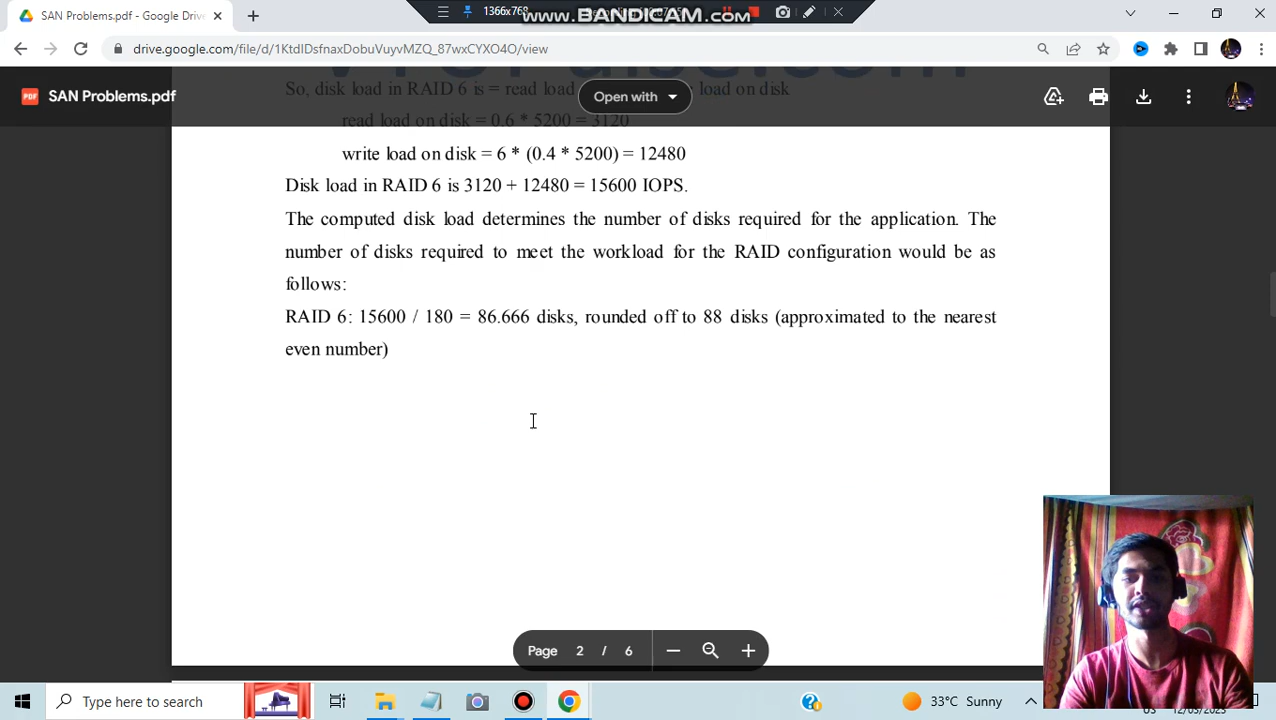 SAN Problems.pdf - Google Drive
1366x768
www.BANDICAM.com
drive.google.com/file/d/1KtdIDsfnaxDobuVuyvMZQ_87wxCYXO4O/view
So, disk load in RAID 6 is = read load load on disk
SAN Problems.pdf
Open with
read load on disk = 0.6 * 5200 = 3120
write load on disk = 6 * (0.4 * 5200) = 12480
Disk load in RAID 6 is 3120 + 12480 = 15600 IOPS.
The computed disk load determines the number of disks required for the application. The
number of disks required to meet the workload for the RAID configuration would be as
follows:
RAID 6: 15600 / 180 = 86.666 disks, rounded off to 88 disks (approximated to the nearest
even number)
Page 2 / 6
Type here to search
33°C Sunny
12/05/2023